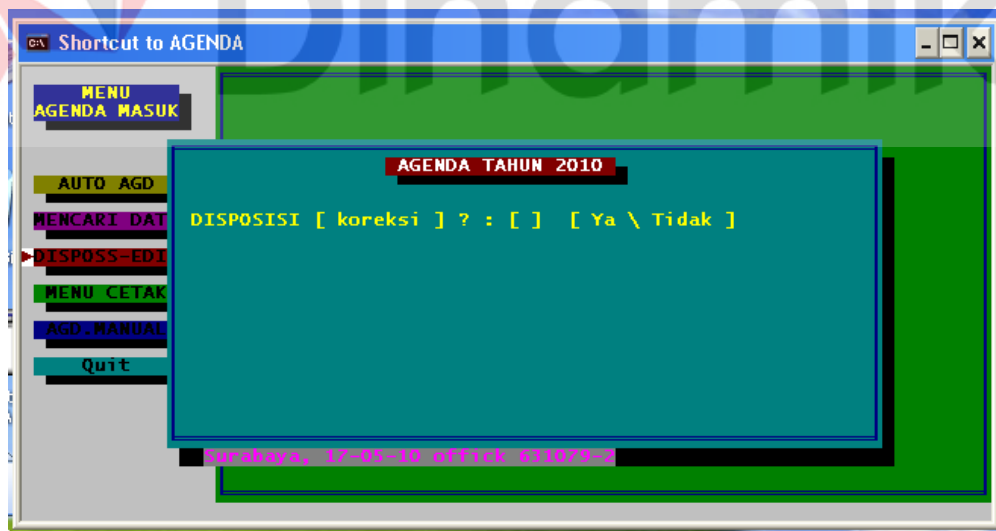 Dinamik
Shortcut to AGENDA
MENU
AGENDA MASUK
AGENDA TAHUN 2010
AUTO AGD
MENCARI DAT
DISPOSISI [ koreksi ] ? : [ ] [ Ya \ Tidak ]
DISPOSS-EDI
MENU CETAK
AGD.MANUAL
Quit
Surabaya, 17-05-10 offick 631079-2